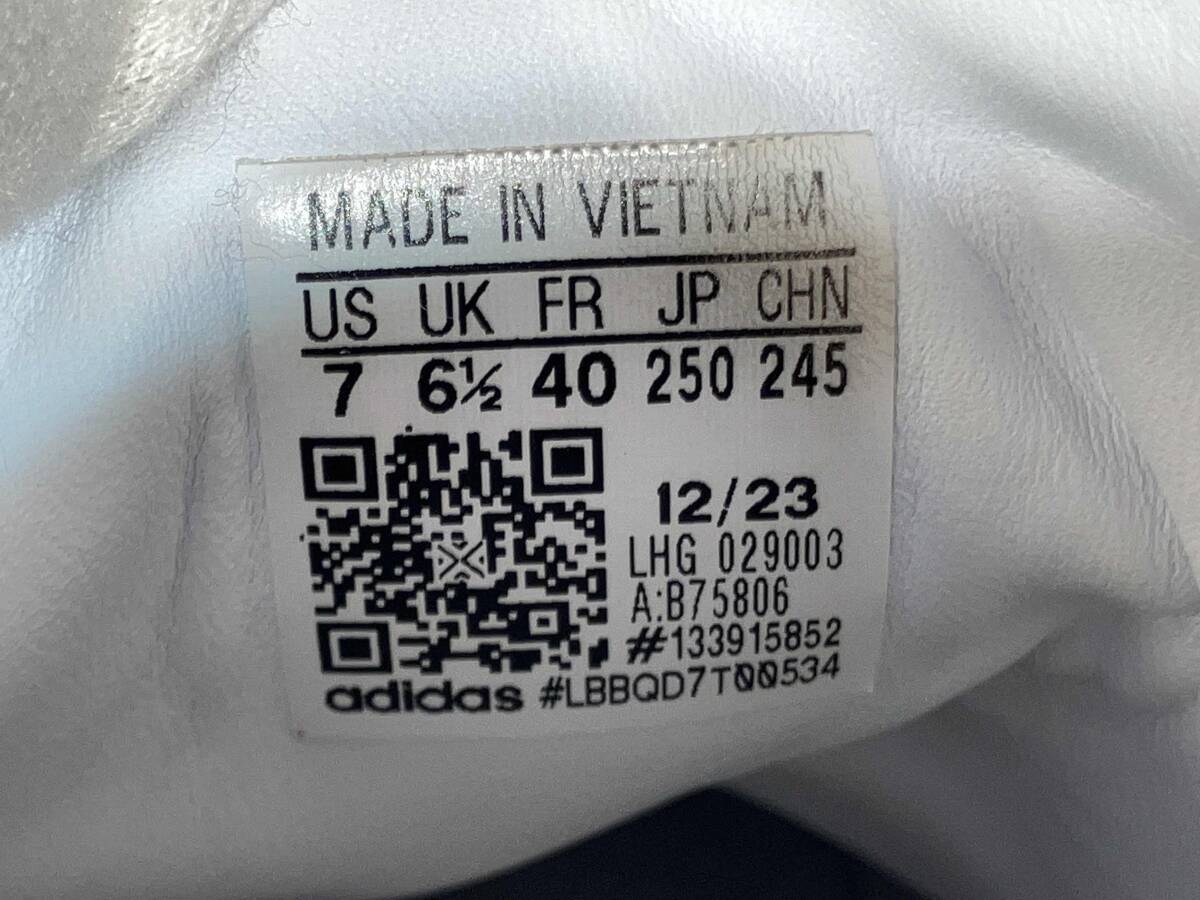 MADE IN VIETNAM
US UK FR JP CHN
7 6½ 40 250 245
12/23
LHG 029003
A:B75806
#133915852
adidas #LBBQD7T00534